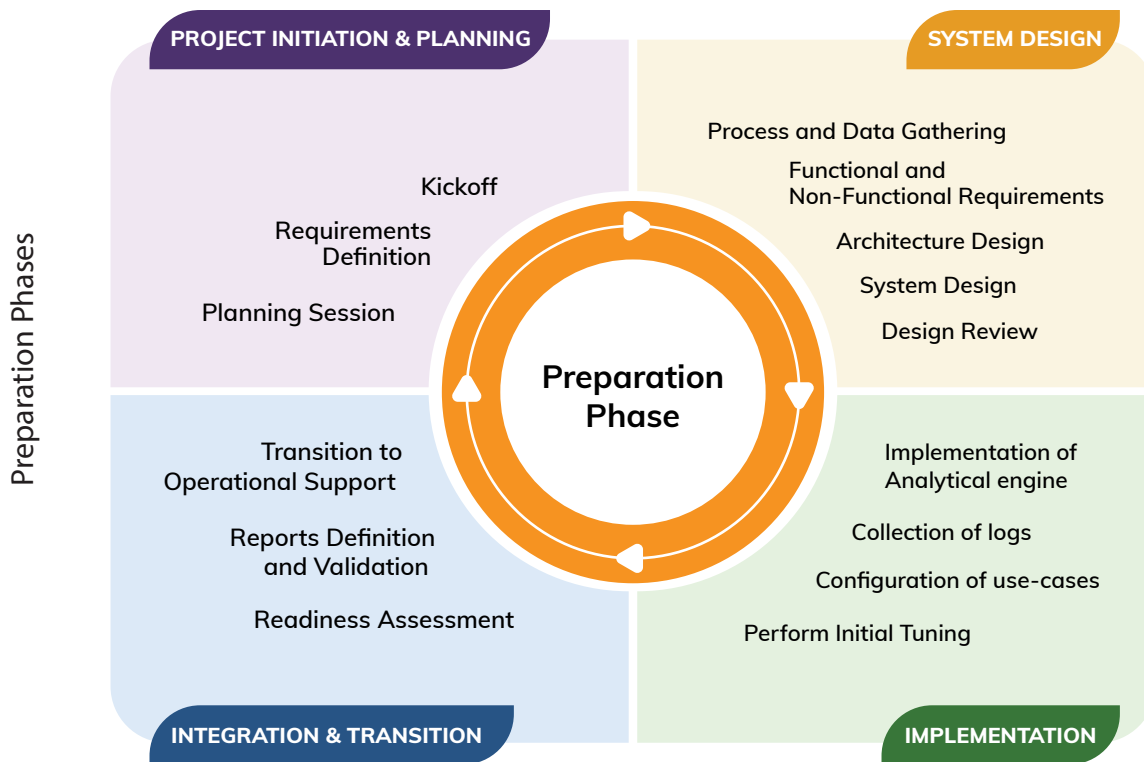 Preparation Phases
PROJECT INITIATION & PLANNING
Kickoff
Requirements
Definition
Planning Session
SYSTEM DESIGN
Process and Data Gathering
Functional and
Non-Functional Requirements
Architecture Design
System Design
Design Review
Preparation
Phase
Transition to
Operational Support
Reports Definition
and Validation
Readiness Assessment
INTEGRATION & TRANSITION
Implementation of
Analytical engine
Collection of logs
Configuration of use-cases
Perform Initial Tuning
IMPLEMENTATION